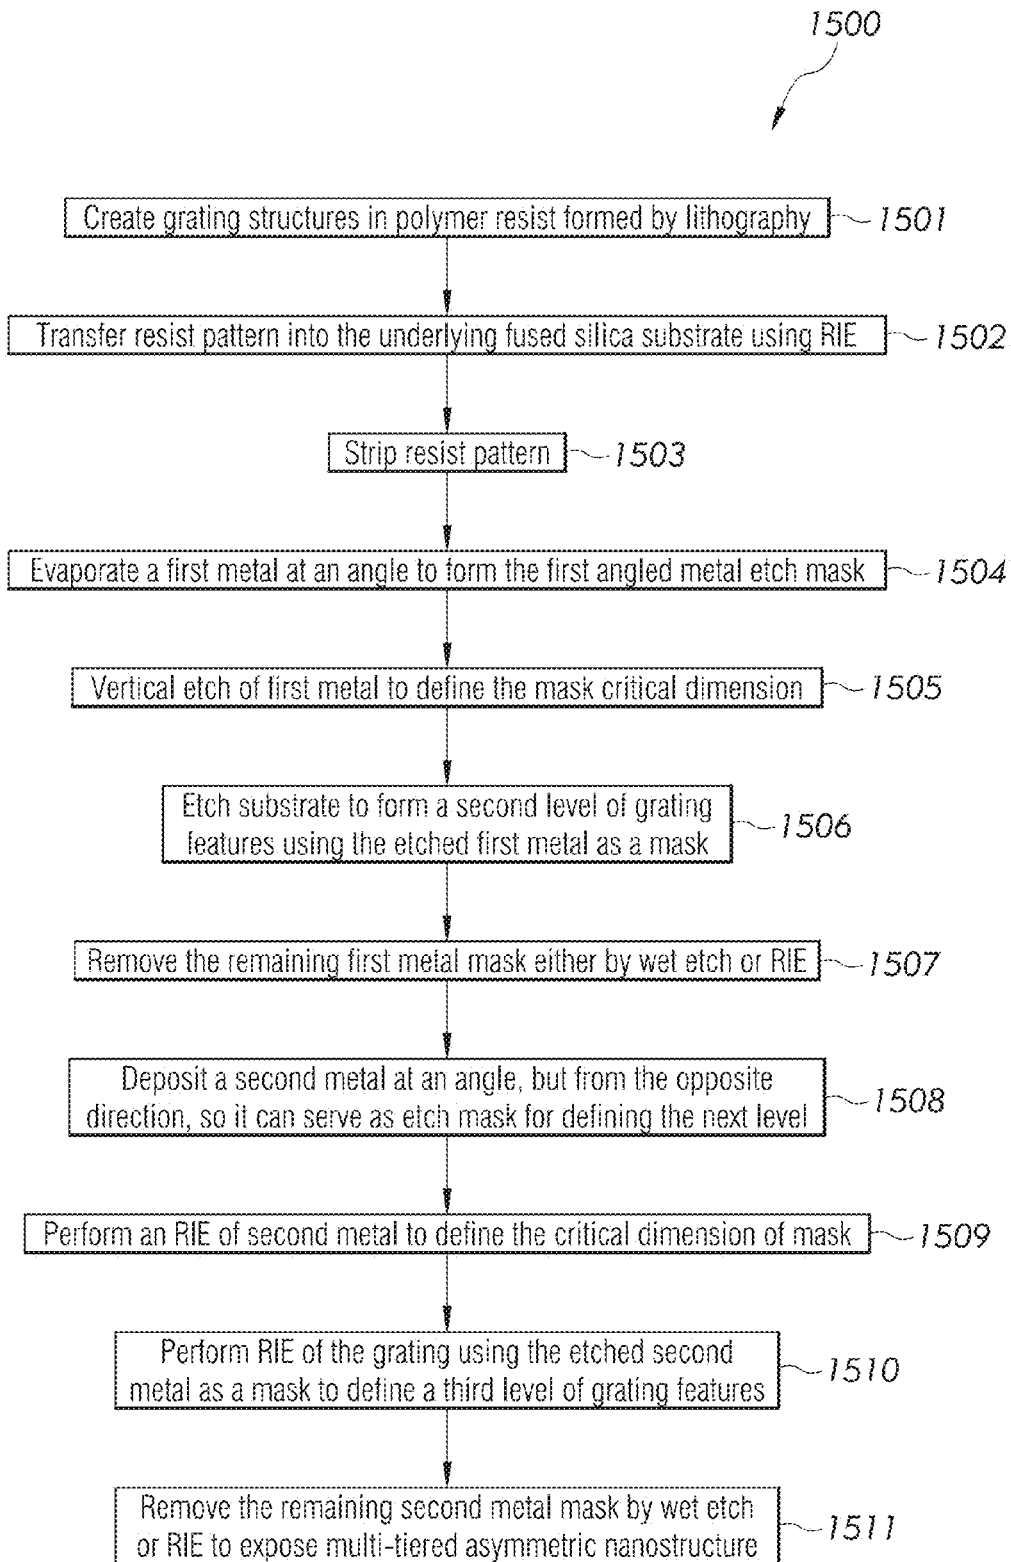 1500
Create grating structures in polymer resist formed by lithography 1501
Transfer resist pattern into the underlying fused silica substrate using RIE 1502
Strip resist pattern 1503
Evaporate a first metal at an angle to form the first angled metal etch mask 1504
Vertical etch of first metal to define the mask critical dimension 1505
Etch substrate to form a second level of grating
features using the etched first metal as a mask 1506
Remove the remaining first metal mask either by wet etch or RIE 1507
Deposit a second metal at an angle, but from the opposite
direction, so it can serve as etch mask for defining the next level 1508
Perform an RIE of second metal to define the critical dimension of mask 1509
Perform RIE of the grating using the etched second
metal as a mask to define a third level of grating features 1510
Remove the remaining second metal mask by wet etch
or RIE to expose multi-tiered asymmetric nanostructure 1511